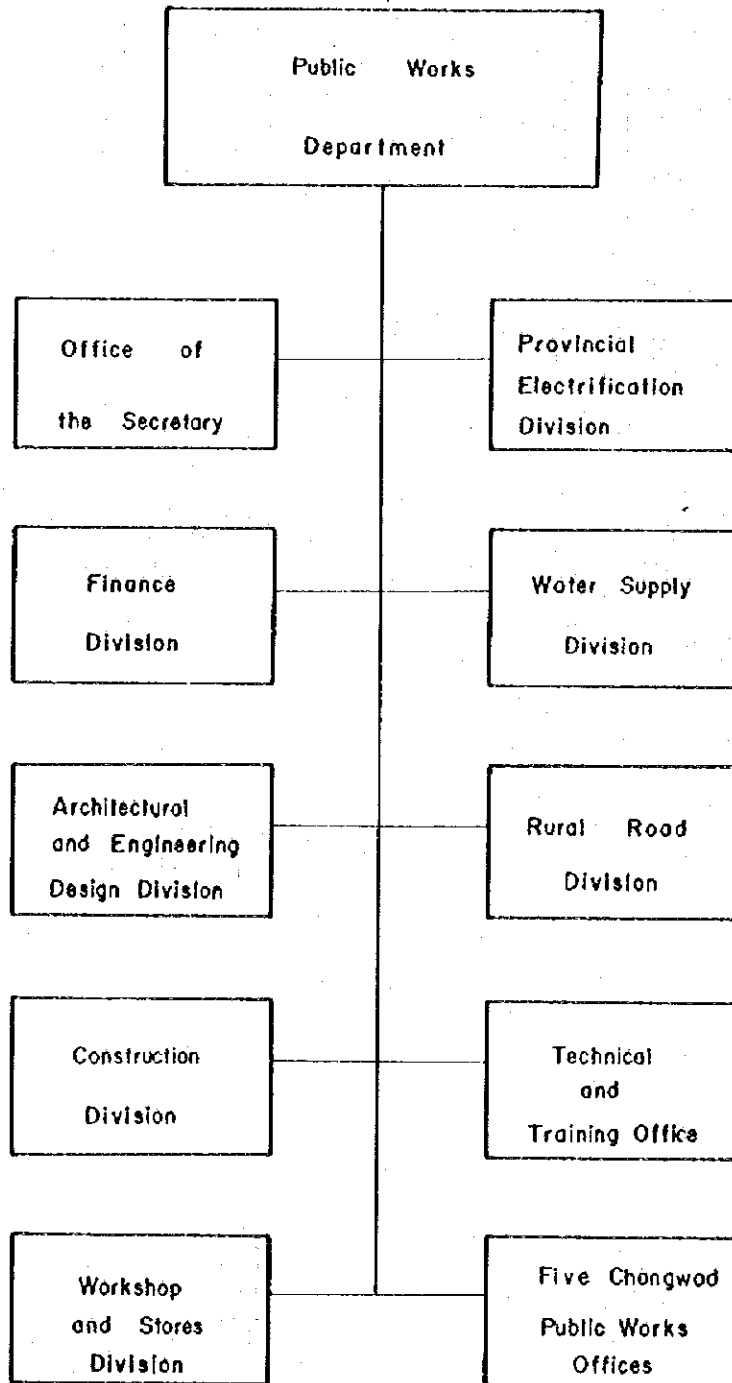 Public Works
Department
Office of
the Secretary
Provincial
Electrification
Division
Finance
Division
Water Supply
Division
Architectural
and Engineering
Design Division
Rural Road
Division
Construction
Division
Technical
and
Training Office
Workshop
and Stores
Division
Five Changwad
Public Works
Offices